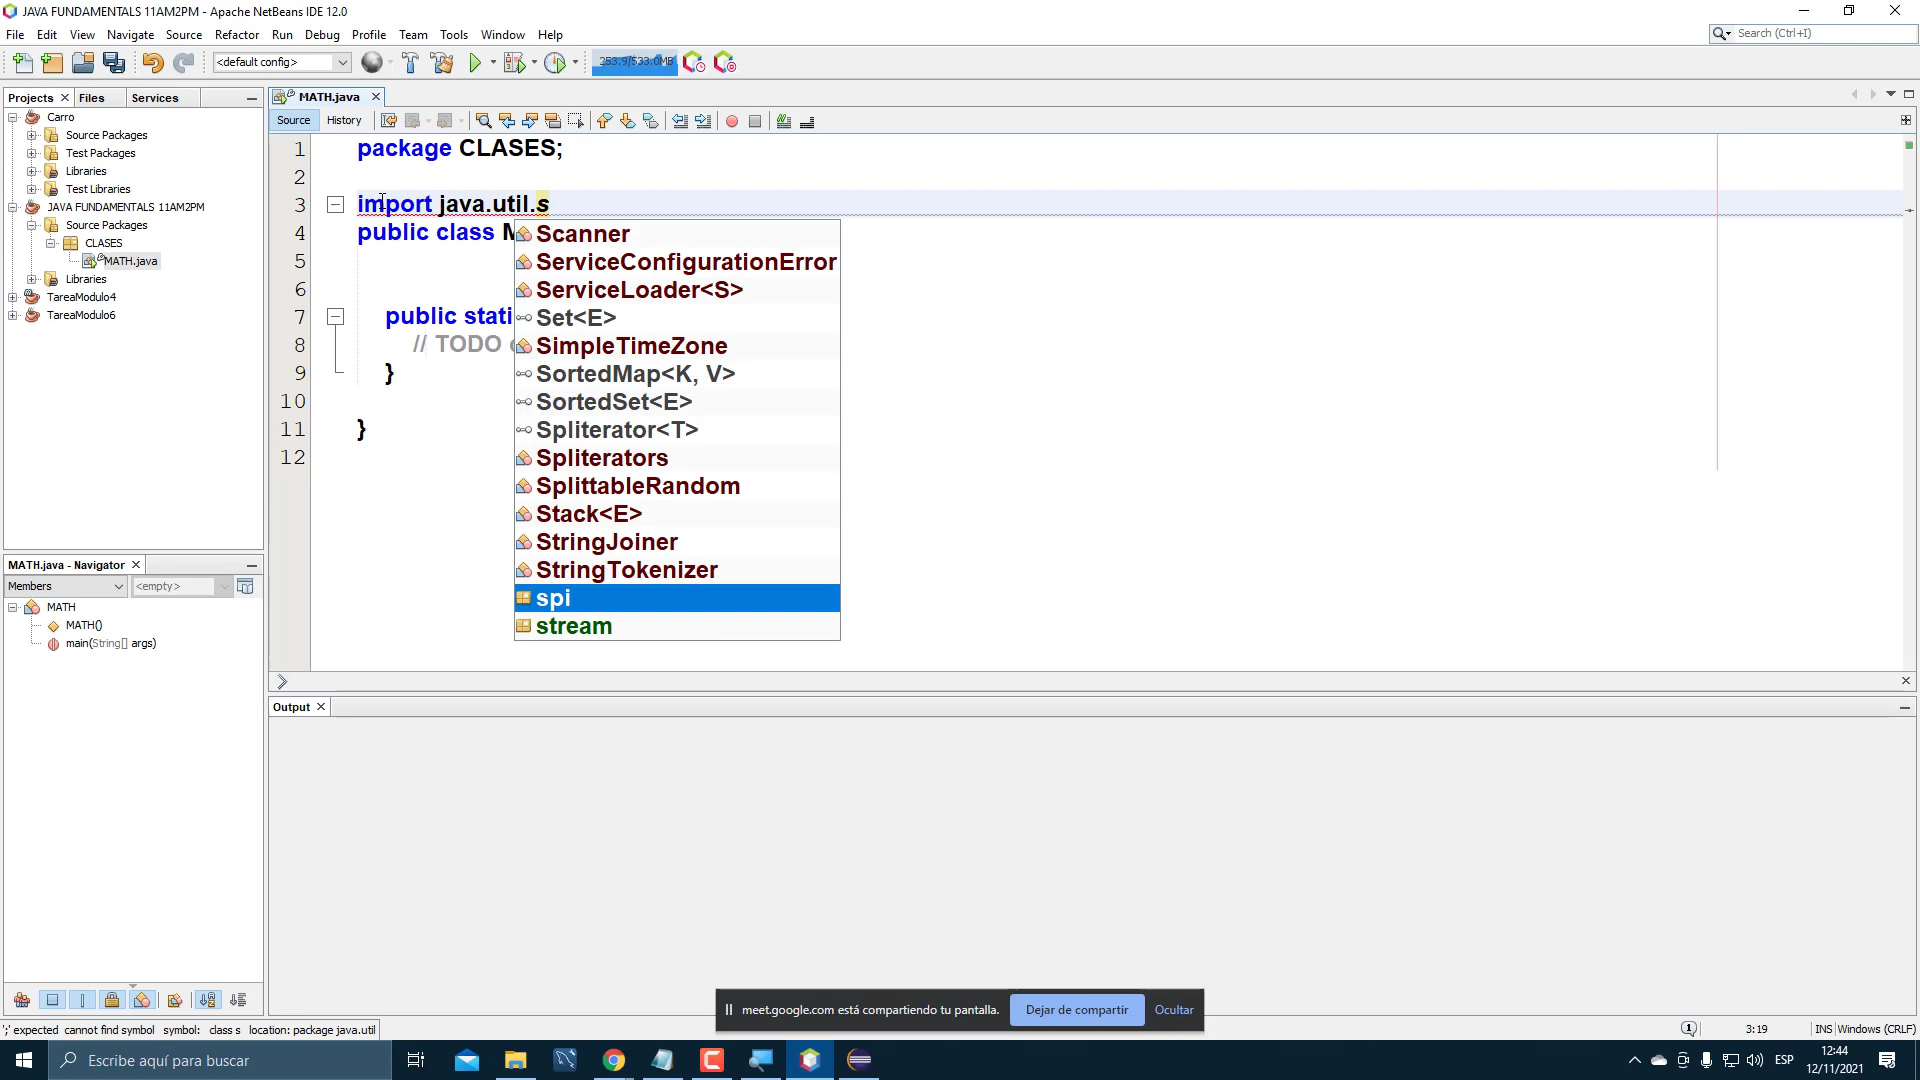 JAVA FUNDAMENTALS 11AM2PM - Apache NetBeans IDE 12.0
File Edit View Navigate Source Refactor Run Debug Profile Team Tools Window Help
Search (Ctrl+I)
<default config>
253.9/533.0MB
Projects Files Services
MATH.java
Source History
Carro
Source Packages
Test Packages
Libraries
Test Libraries
JAVA FUNDAMENTALS 11AM2PM
Source Packages
CLASES
MATH.java
Libraries
TareaModulo4
TareaModulo6
1 package CLASES;
2
3 import java.util.s
4 public class M
5
6
7 public stati
8 // TODO
9 }
10
11 }
12
Scanner
ServiceConfigurationError
ServiceLoader<S>
Set<E>
SimpleTimeZone
SortedMap<K, V>
SortedSet<E>
Spliterator<T>
Spliterators
SplittableRandom
Stack<E>
StringJoiner
StringTokenizer
spi
stream
MATH.java - Navigator
Members <empty>
MATH
MATH()
main(String[] args)
Output
meet.google.com está compartiendo tu pantalla. Dejar de compartir Ocultar
';' expected cannot find symbol symbol: class s location: package java.util
1 3:19 INS Windows (CRLF)
Escribe aquí para buscar
ESP
12:44
12/11/2021